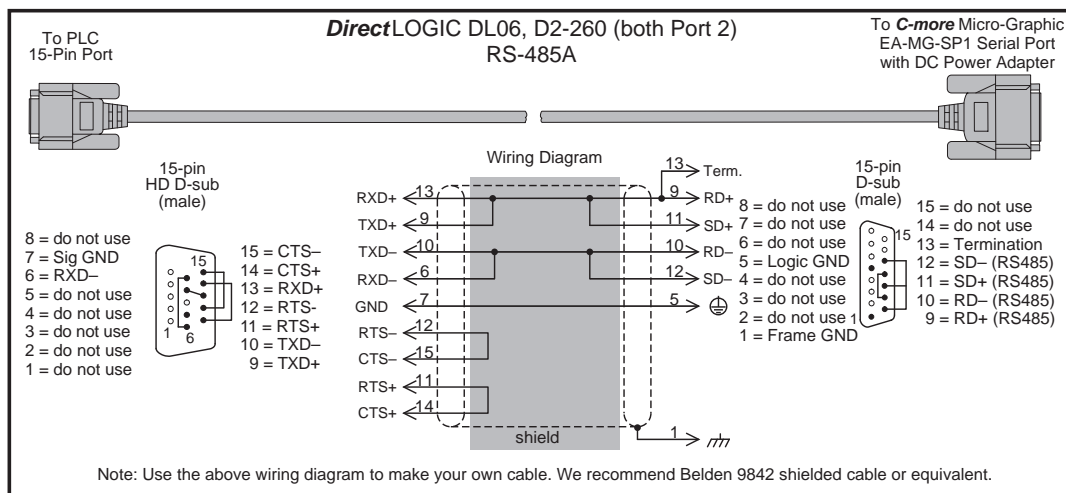 DirectLOGIC DL06, D2-260 (both Port 2)
RS-485A
To PLC
15-Pin Port
To C-more Micro-Graphic
EA-MG-SP1 Serial Port
with DC Power Adapter
15-pin
HD D-sub
(male)
8 = do not use
7 = Sig GND
6 = RXD–
5 = do not use
4 = do not use
3 = do not use
2 = do not use
1 = do not use
15
1
6
15 = CTS–
14 = CTS+
13 = RXD+
12 = RTS-
11 = RTS+
10 = TXD–
9 = TXD+
Wiring Diagram
RXD+ 13
TXD+ 9
TXD– 10
RXD– 6
GND 7
RTS– 12
CTS– 15
RTS+ 11
CTS+ 14
shield
13 Term.
9 RD+
11 SD+
10 RD–
12 SD–
5
1
8 = do not use
7 = do not use
6 = do not use
5 = Logic GND
4 = do not use
3 = do not use
2 = do not use
1 = Frame GND
15-pin
D-sub
(male)
15
1
15 = do not use
14 = do not use
13 = Termination
12 = SD– (RS485)
11 = SD+ (RS485)
10 = RD– (RS485)
9 = RD+ (RS485)
Note: Use the above wiring diagram to make your own cable. We recommend Belden 9842 shielded cable or equivalent.